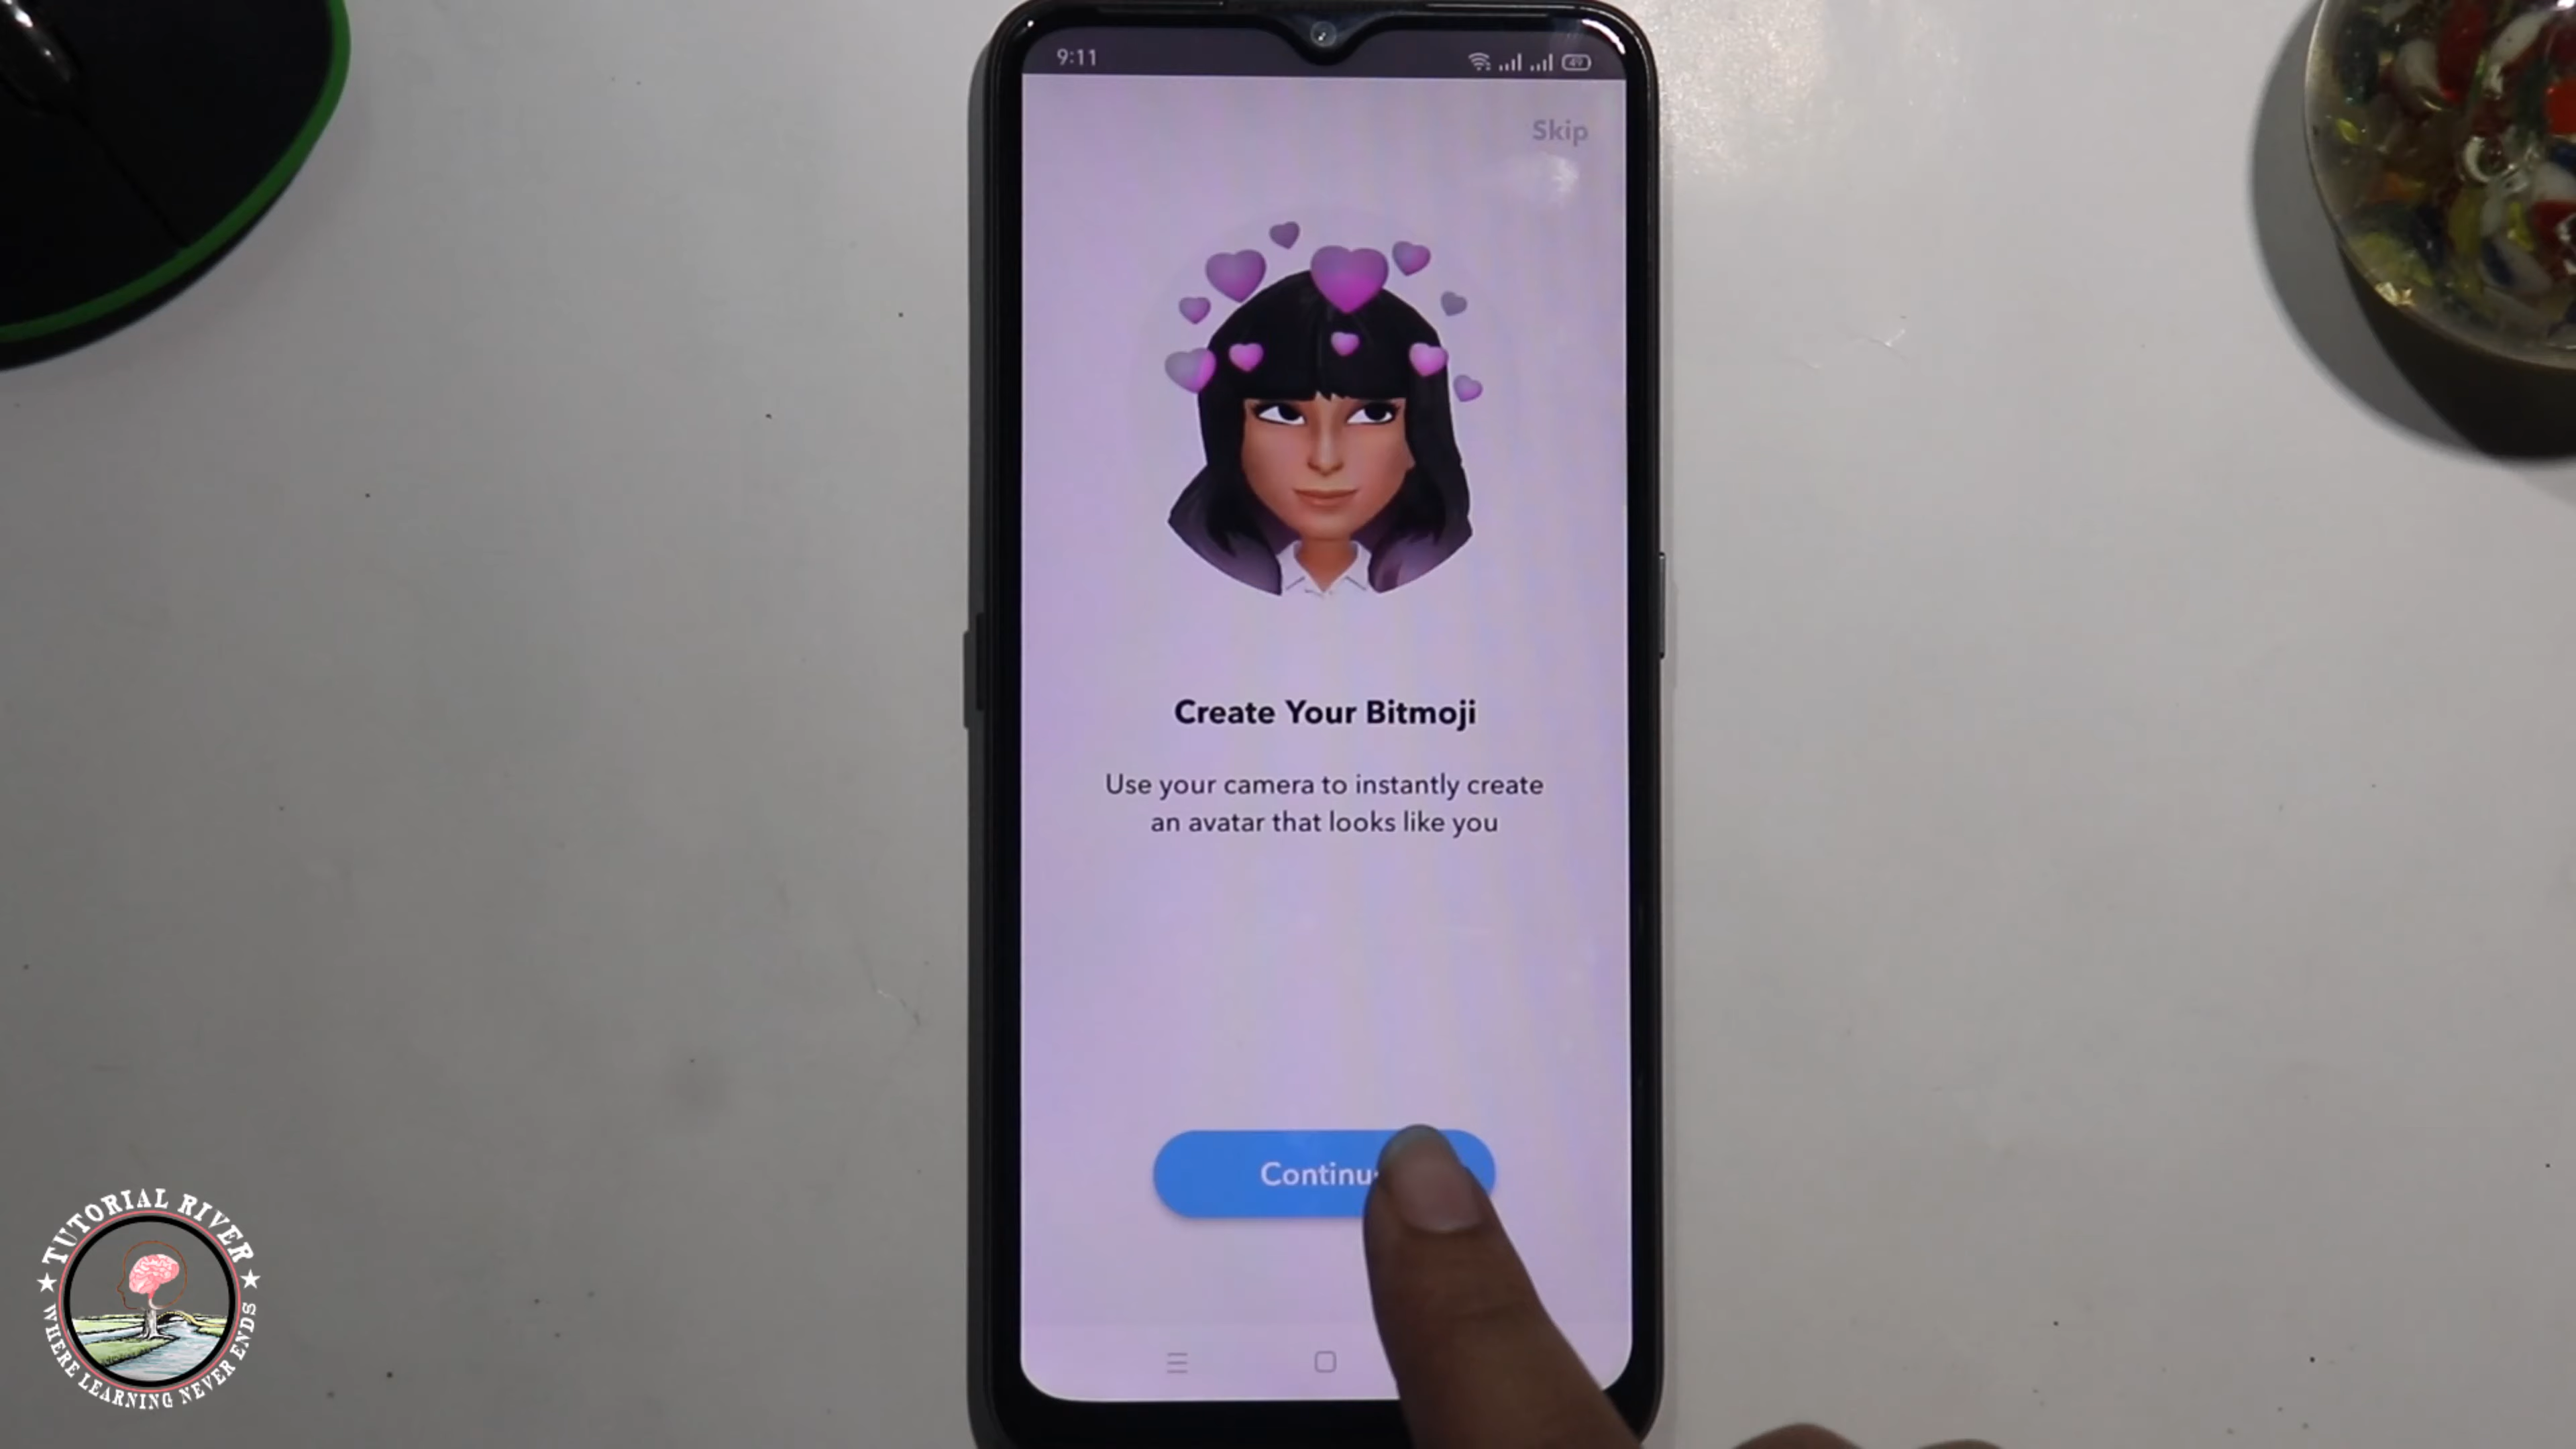 9:11
49
Skip
Create Your Bitmoji
Use your camera to instantly create
an avatar that looks like you
Continu
TUTORIAL RIVER
WHERE LEARNING NEVER ENDS